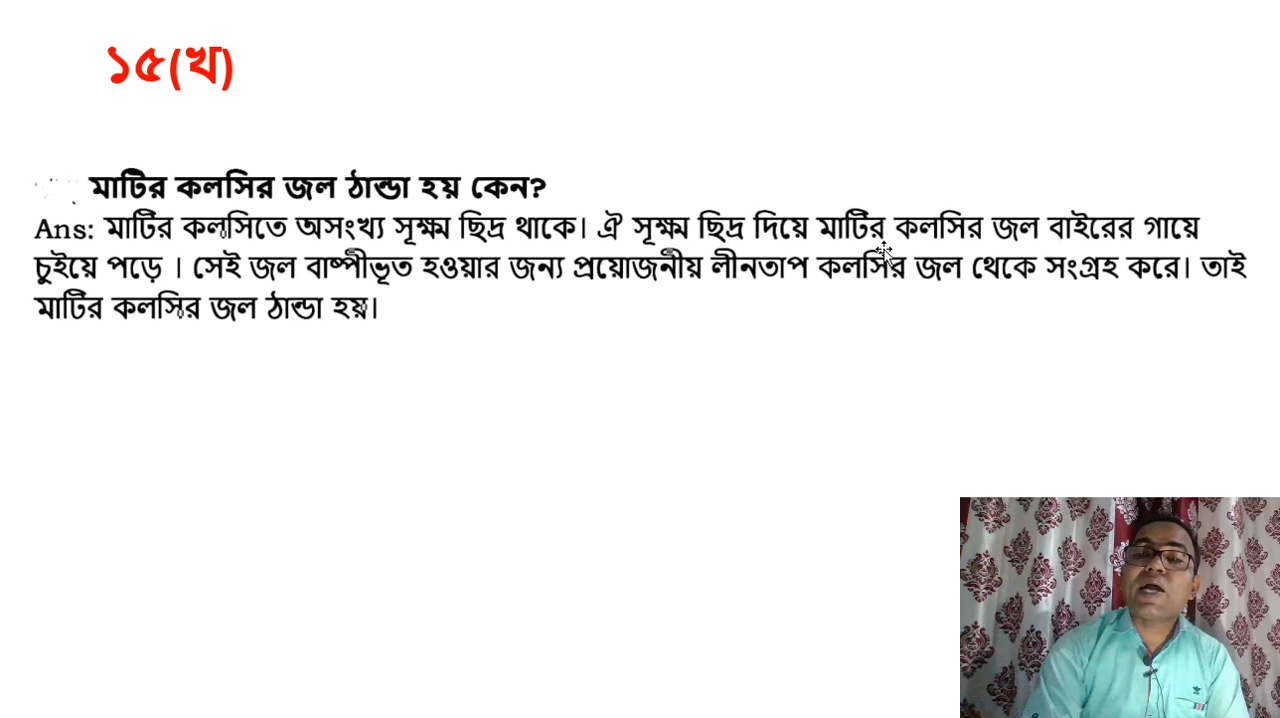 ১৫(খ)
মাটির কলসির জল ঠান্ডা হয় কেন?
Ans: মাটির কলসিতে অসংখ্য সূক্ষ্ম ছিদ্র থাকে। ঐ সূক্ষ্ম ছিদ্র দিয়ে মাটির কলসির জল বাইরের গায়ে
চুইয়ে পড়ে । সেই জল বাষ্পীভূত হওয়ার জন্য প্রয়োজনীয় লীনতাপ কলসির জল থেকে সংগ্রহ করে। তাই
মাটির কলসির জল ঠান্ডা হয়।